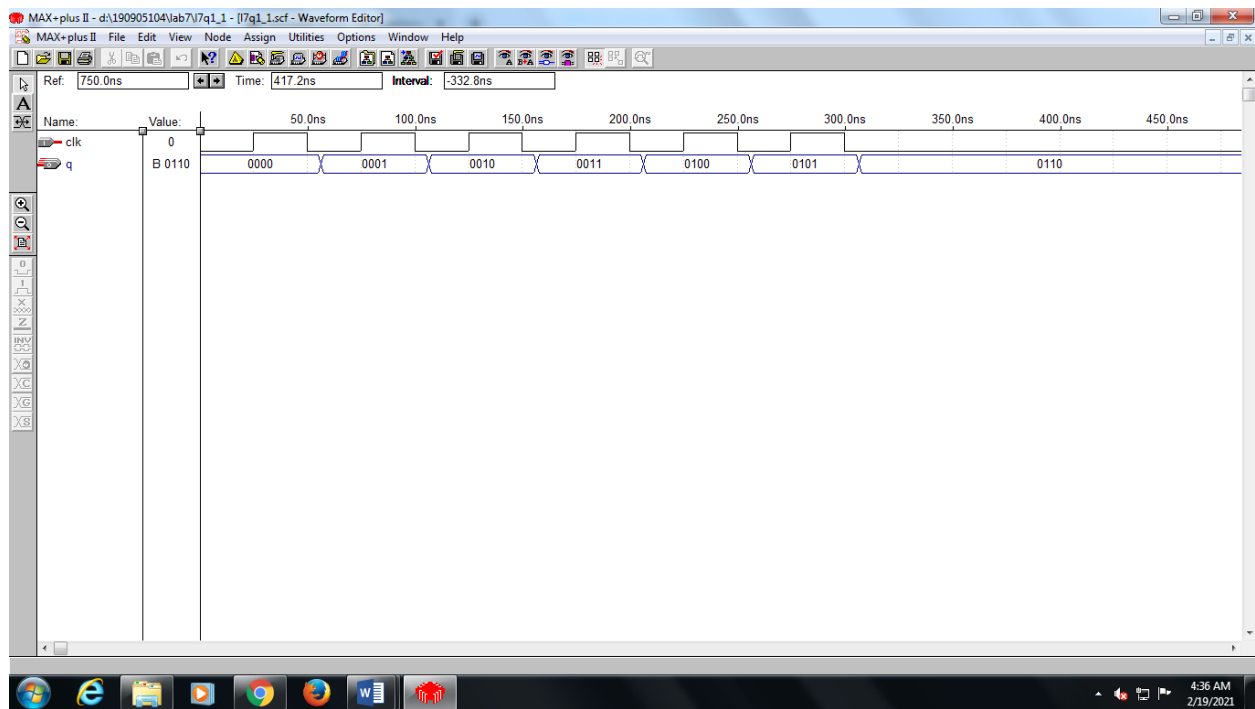 MAX+plus II - d:\190905104\lab7\l7q1_1 - [l7q1_1.scf - Waveform Editor]
MAX+plus II File Edit View Node Assign Utilities Options Window Help
Ref: 750.0ns Time: 417.2ns Interval: -332.8ns
Name: Value: 50.0ns 100.0ns 150.0ns 200.0ns 250.0ns 300.0ns 350.0ns 400.0ns 450.0ns
clk 0
q B 0110 0000 0001 0010 0011 0100 0101 0110
4:36 AM
2/19/2021